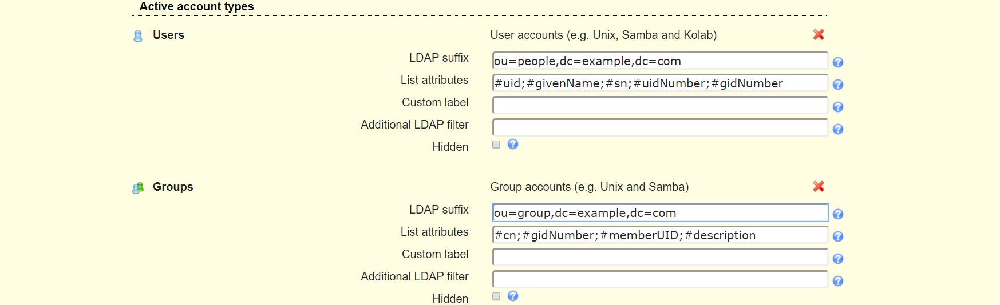 Active account types
Users User accounts (e.g. Unix, Samba and Kolab)
LDAP suffix ou=people,dc=example,dc=com
List attributes #uid;#givenName;#sn;#uidNumber;#gidNumber
Custom label
Additional LDAP filter
Hidden
Groups Group accounts (e.g. Unix and Samba)
LDAP suffix ou=group,dc=example,dc=com
List attributes #cn;#gidNumber;#memberUID;#description
Custom label
Additional LDAP filter
Hidden